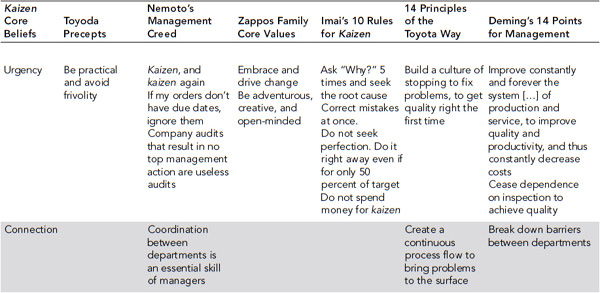 Kaizen
Core
Beliefs
Toyoda
Precepts
Nemoto's
Management
Creed
Zappos Family
Core Values
Imai's 10 Rules
for Kaizen
14 Principles
of the
Toyota Way
Deming's 14 Points
for Management
Urgency
Be practical
and avoid
frivolity
Kaizen, and
kaizen again
If my orders don't
have due dates,
ignore them
Company audits
that result in no
top management
action are useless
audits
Embrace and
drive change
Be adventurous,
creative, and
open-minded
Ask "Why?" 5
times and seek
the root cause
Correct mistakes
at once.
Do not seek
perfection. Do it
right away even if
for only 50
percent of target
Do not spend
money for kaizen
Build a culture of
stopping to fix
problems, to get
quality right the
first time
Improve constantly
and forever the
system [...] of
production and
service, to improve
quality and
productivity, and thus
constantly decrease
costs
Cease dependence
on inspection to
achieve quality
Connection
Coordination
between
departments is
an essential skill
of managers
Create a
continuous
process flow to
bring problems
to the surface
Break down barriers
between departments